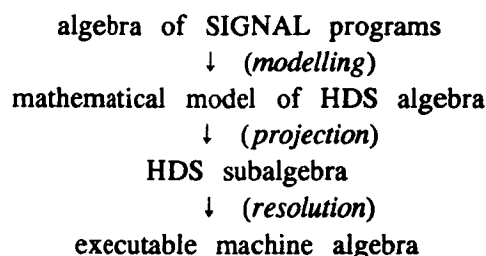 algebra of SIGNAL programs
↓ (modelling)
mathematical model of HDS algebra
↓ (projection)
HDS subalgebra
↓ (resolution)
executable machine algebra